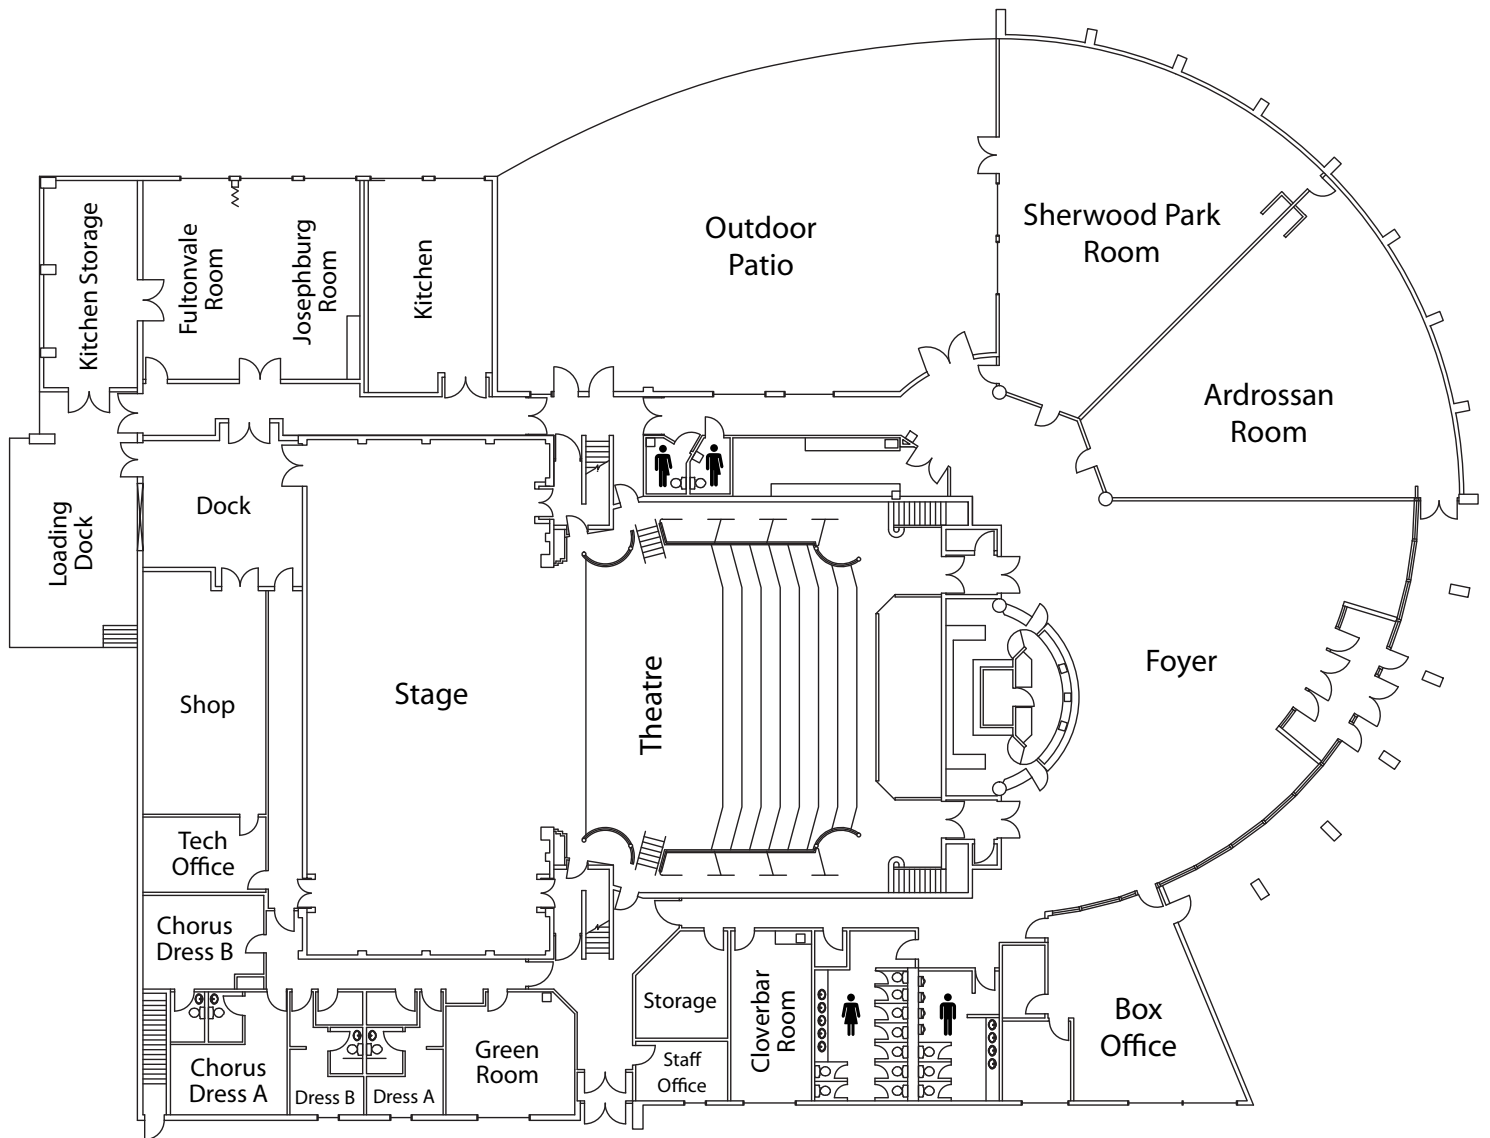 Outdoor
Patio
Sherwood Park
Room
Kitchen Storage
Fultonvale
Room
Josephburg
Room
Kitchen
Ardrossan
Room
Loading
Dock
Dock
Shop
Stage
Theatre
Foyer
Tech
Office
Chorus
Dress B
Chorus
Dress A
Dress B
Dress A
Green
Room
Storage
Staff
Office
Cloverbar
Room
Box
Office